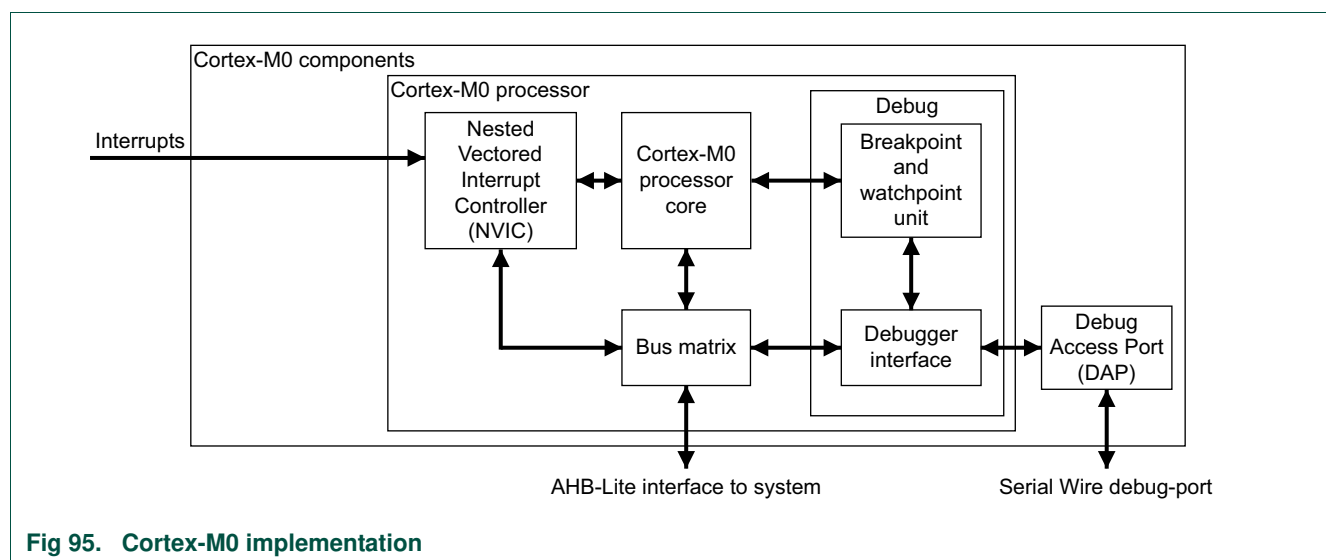 Cortex-M0 components
Cortex-M0 processor
Debug
Interrupts
Nested
Vectored
Interrupt
Controller
(NVIC)
Cortex-M0
processor
core
Breakpoint
and
watchpoint
unit
Bus matrix
Debugger
interface
Debug
Access Port
(DAP)
AHB-Lite interface to system
Serial Wire debug-port
Fig 95. Cortex-M0 implementation